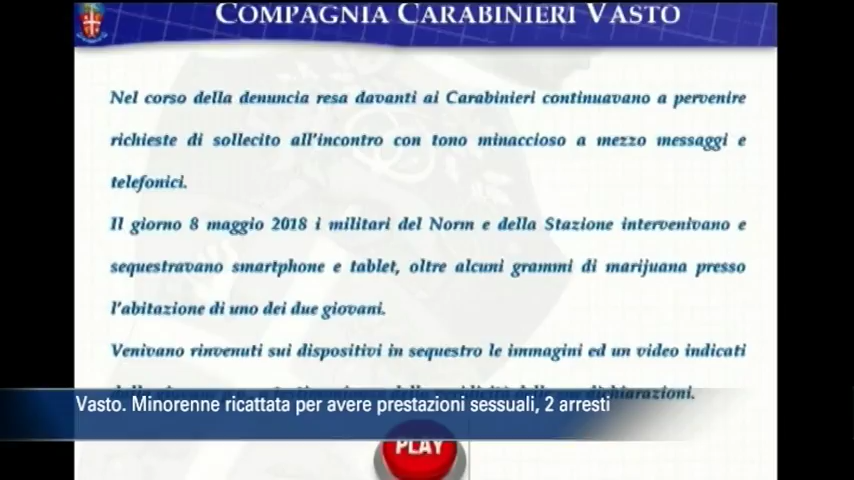 COMPAGNIA CARABINIERI VASTO
Nel corso della denuncia resa davanti ai Carabinieri continuavano a pervenire
richieste di sollecito all'incontro con tono minaccioso a mezzo messaggi e
telefonici.
Il giorno 8 maggio 2018 i militari del Norm e della Stazione intervenivano e
sequestravano smartphone e tablet, oltre alcuni grammi di marijuana presso
l'abitazione di uno dei due giovani.
Venivano rinvenuti sui dispositivi in sequestro le immagini ed un video indicati
dichiarazioni.
Vasto. Minorenne ricattata per avere prestazioni sessuali, 2 arresti
PLAY